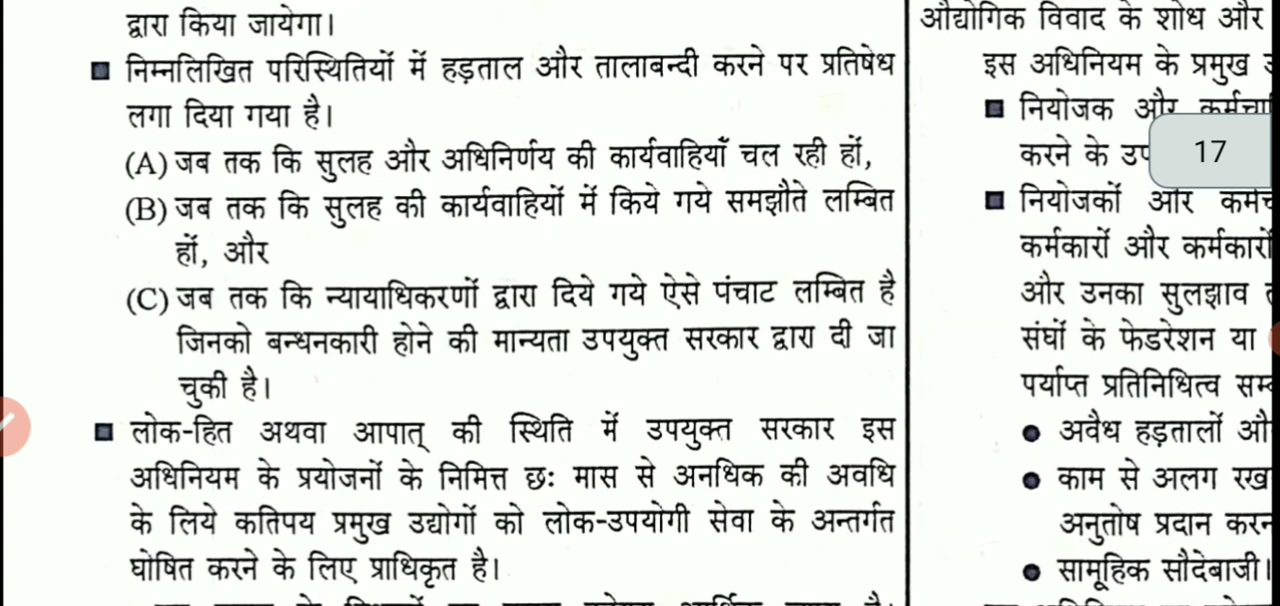 द्वारा किया जायेगा।
निम्नलिखित परिस्थितियों में हड़ताल और तालाबन्दी करने पर प्रतिषेध
लगा दिया गया है।
(A) जब तक कि सुलह और अधिनिर्णय की कार्यवाहियाँ चल रही हों,
(B) जब तक कि सुलह की कार्यवाहियों में किये गये समझौते लम्बित
हों, और
(C) जब तक कि न्यायाधिकरणों द्वारा दिये गये ऐसे पंचाट लम्बित है
जिनको बन्धनकारी होने की मान्यता उपयुक्त सरकार द्वारा दी जा
चुकी है।
लोक-हित अथवा आपात् की स्थिति में उपयुक्त सरकार इस
अधिनियम के प्रयोजनों के निमित्त छः मास से अनधिक की अवधि
के लिये कतिपय प्रमुख उद्योगों को लोक-उपयोगी सेवा के अन्तर्गत
घोषित करने के लिए प्राधिकृत है।
औद्योगिक विवाद के शोध और
इस अधिनियम के प्रमुख
नियोजक और
करने के
17
नियोजकों और
कर्मकारों और कर्मकारों
और उनका सुलझाव
संघों के फेडरेशन या
पर्याप्त प्रतिनिधित्व
अवैध हड़तालों
काम से अलग
अनुतोष प्रदान
सामूहिक सौदेबाजी।